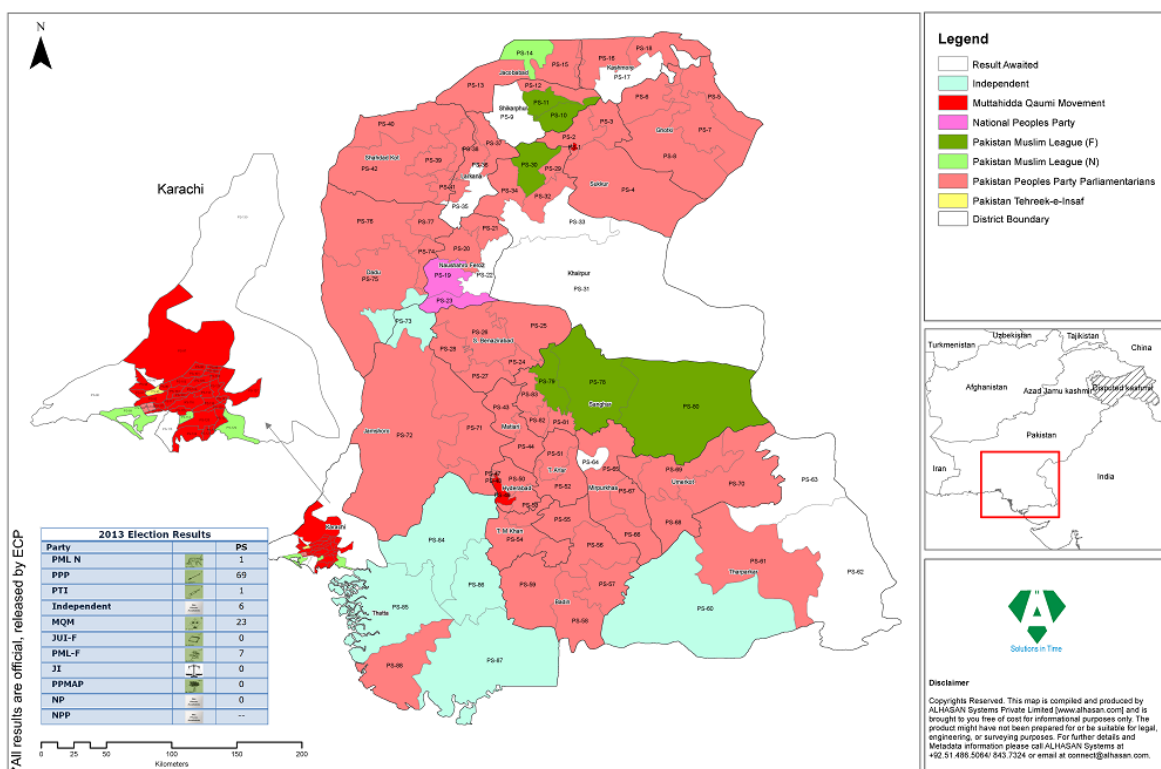 N
Karachi
PS-14
PS-15
PS-16
PS-18
Kashmore
PS-17
Jacobabad
PS-13
PS-12
PS-11
PS-10
Shikarphur
PS-9
PS-6
PS-5
PS-7
Ghotki
PS-3
PS-2
PS-40
PS-39
Shahdad Kot
PS-42
PS-30
PS-29
Sukkur
PS-4
PS-34
PS-32
PS-35
PS-33
PS-76
PS-77
PS-21
PS-20
PS-74
Naushahro Feroz
PS-22
PS-19
PS-23
Khairpur
PS-31
Dadu
PS-75
PS-73
PS-26
PS-25
S. Benazirabad
PS-28
PS-24
PS-27
PS-79
PS-78
Sanghar
PS-80
PS-83
PS-82
PS-81
PS-43
Matiari
PS-44
Jamshoro
PS-72
PS-71
PS-51
T. Allar
PS-52
PS-50
Hyderabad
PS-64
PS-65
Mirpurkhas
PS-67
PS-69
Umerkot
PS-70
PS-63
PS-68
PS-66
T. M. Khan
PS-54
PS-55
PS-56
PS-59
PS-57
Badin
PS-58
Tharparkar
PS-61
PS-62
PS-60
Karachi
PS-84
PS-86
Thatta
PS-85
PS-88
PS-87
Legend
Result Awaited
Independent
Muttahidda Qaumi Movement
National Peoples Party
Pakistan Muslim League (F)
Pakistan Muslim League (N)
Pakistan Peoples Party Parliamentarians
Pakistan Tehreek-e-Insaf
District Boundary
Uzbekistan
Tajikistan
Turkmenistan
China
Afghanistan
Azad Jamu kashmir
Disputed kashmir
Pakistan
Iran
India
2013 Election Results
Party PS
PML N 1
PPP 69
PTI 1
Independent 6
MQM 23
JUI-F 0
PML-F 7
JI 0
PPMAP 0
NP 0
NPP --
0 25 50 100 150 200
Kilometers
*All results are official, released by ECP
Solutions in Time
Disclaimer
Copyrights Reserved. This map is compiled and produced by
ALHASAN Systems Private Limited [www.alhasan.com] and is
brought to you free of cost for informational purposes only. The
product might have not been prepared for or be suitable for legal,
engineering, or surveying purposes. For further details and
Metadata information please call ALHASAN Systems at
+92.51.486.5064/ 843.7324 or email at connect@alhasan.com.